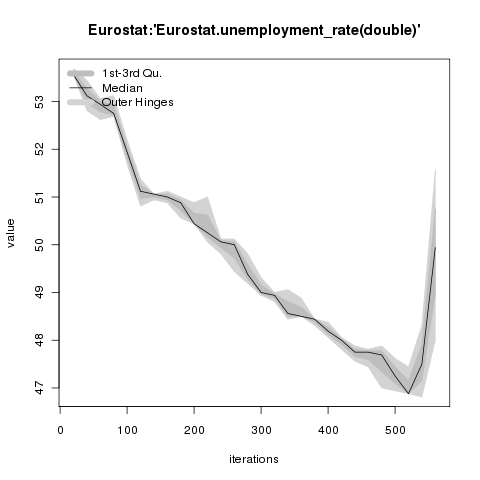 Eurostat:'Eurostat.unemployment_rate(double)'
1st-3rd Qu.
Median
Outer Hinges
value
53
52
51
50
49
48
47
0 100 200 300 400 500
iterations